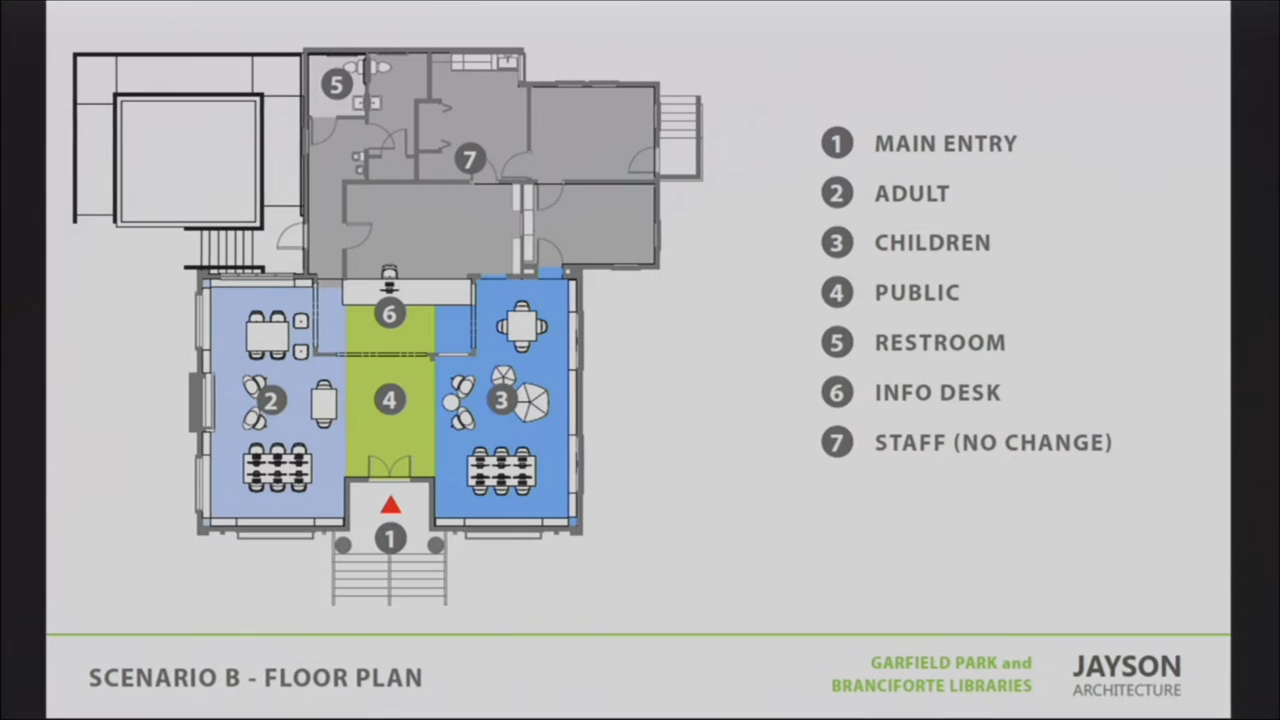 5
7
6
2
4
3
1
1 MAIN ENTRY
2 ADULT
3 CHILDREN
4 PUBLIC
5 RESTROOM
6 INFO DESK
7 STAFF (NO CHANGE)
SCENARIO B - FLOOR PLAN
GARFIELD PARK and
BRANCIFORTE LIBRARIES
JAYSON
ARCHITECTURE